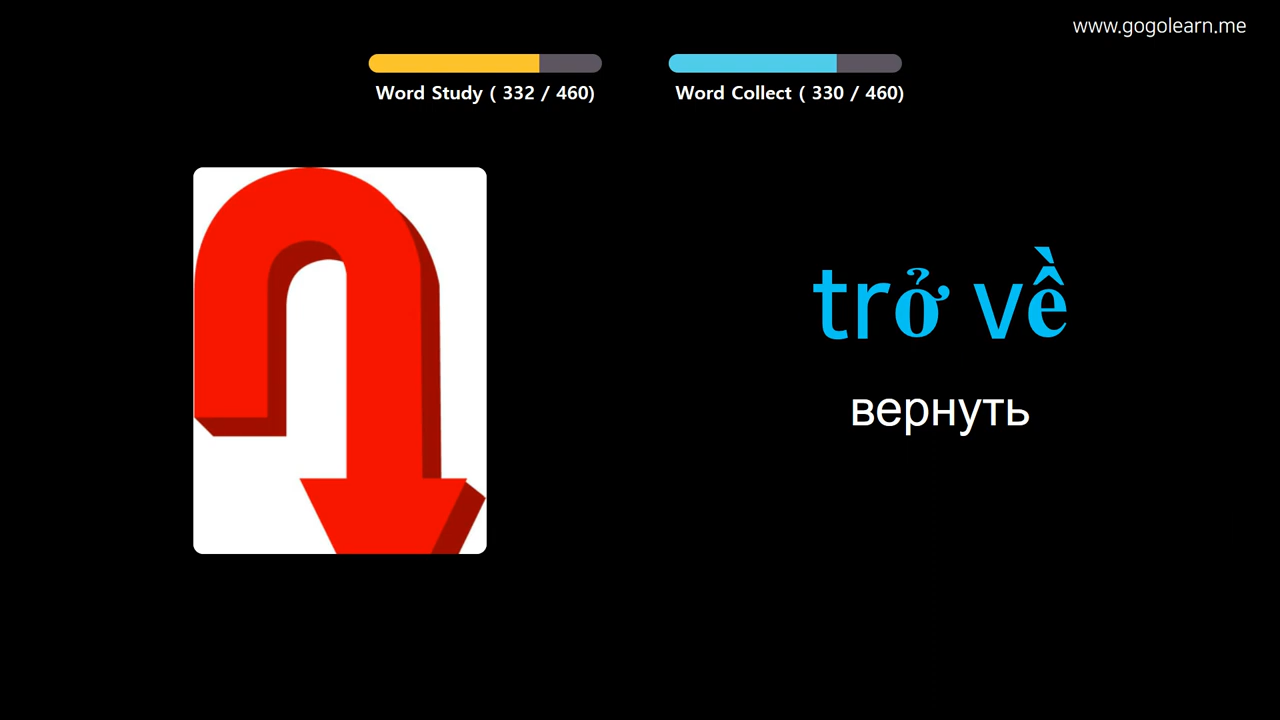 www.gogolearn.me
Word Study ( 332 / 460)
Word Collect ( 330 / 460)
trở về
вернуть